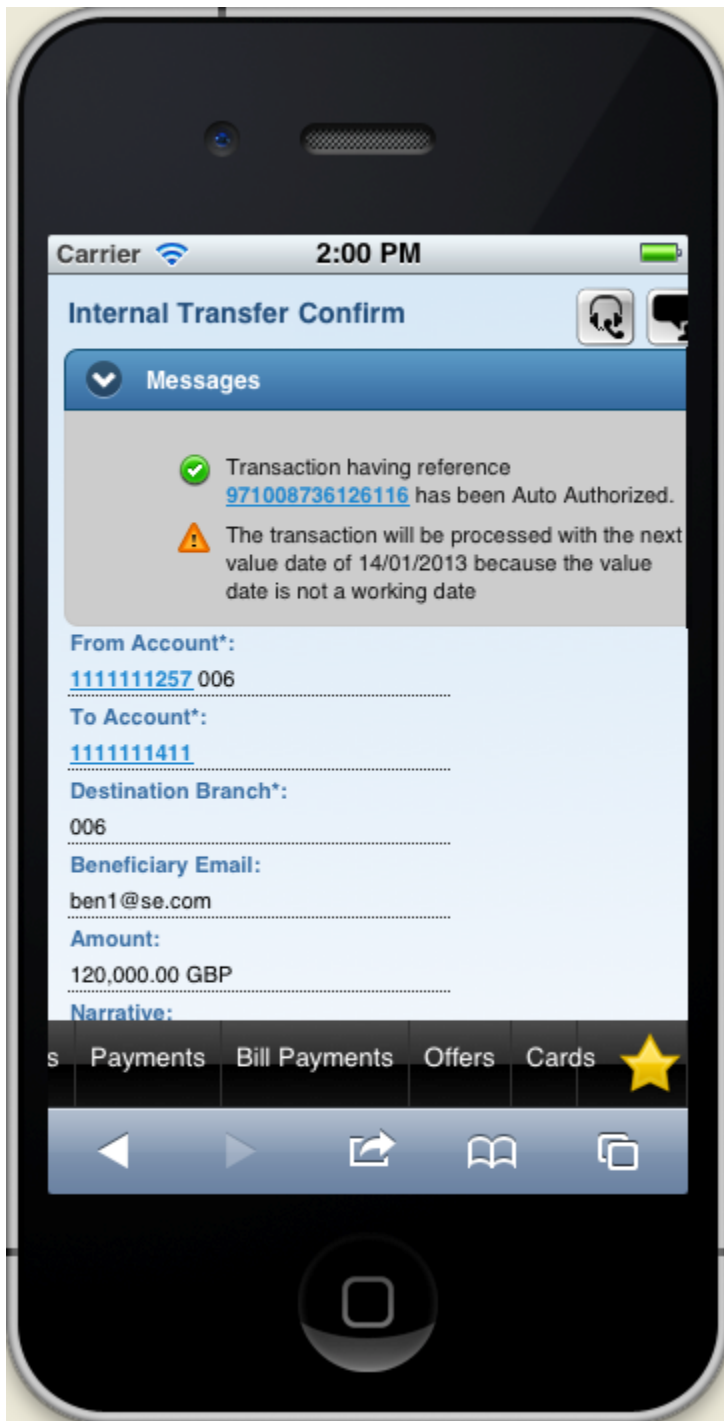 Carrier 2:00 PM
Internal Transfer Confirm
Messages
Transaction having reference
971008736126116 has been Auto Authorized.
The transaction will be processed with the next
value date of 14/01/2013 because the value
date is not a working date
From Account*:
1111111257 006
To Account*:
1111111411
Destination Branch*:
006
Beneficiary Email:
ben1@se.com
Amount:
120,000.00 GBP
Narrative:
s Payments Bill Payments Offers Cards